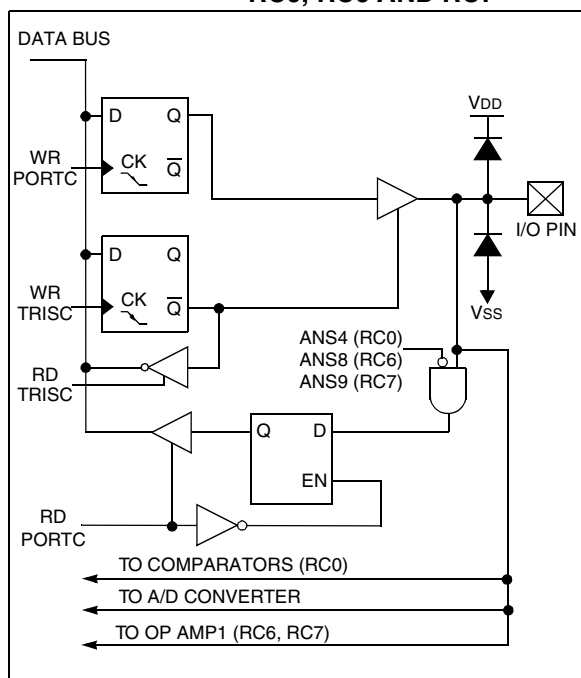 RC0, RC6 AND RC7
DATA BUS
VDD
D Q
WR
PORTC
CK
Q
I/O PIN
D Q
WR
TRISC
CK
Q
VSS
ANS4 (RC0)
ANS8 (RC6)
ANS9 (RC7)
RD
TRISC
Q D
EN
RD
PORTC
TO COMPARATORS (RC0)
TO A/D CONVERTER
TO OP AMP1 (RC6, RC7)